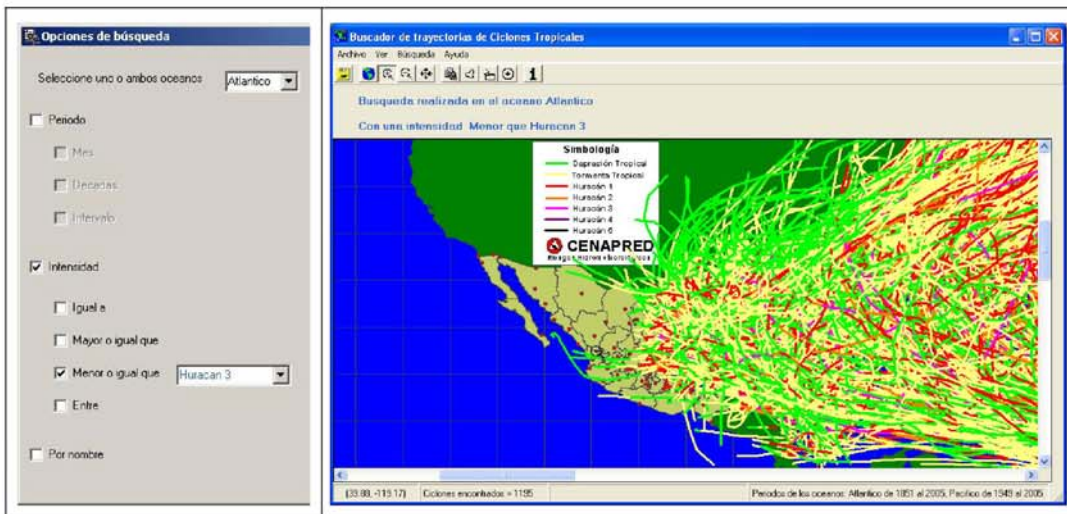 Opciones de búsqueda
Seleccione uno o ambos oceanos
Atlantico
Periodo
Mes
Decadas
Intervalo
Intensidad
Igual a
Mayor o igual que
Menor o igual que
Huracan 3
Entre
Por nombre
Buscador de trayectorias de Ciclones Tropicales
Archivo Ver Búsqueda Ayuda
Busqueda realizada en el oceano Atlantico
Con una intensidad Menor que Huracan 3
Simbología
Depresión Tropical
Tormenta Tropical
Huracán 1
Huracán 2
Huracán 3
Huracán 4
Huracán 5
CENAPRED
Ciclones encontrados = 1195
Periodos de los oceanos: Atlantico de 1851 al 2005, Pacifico de 1949 al 2005